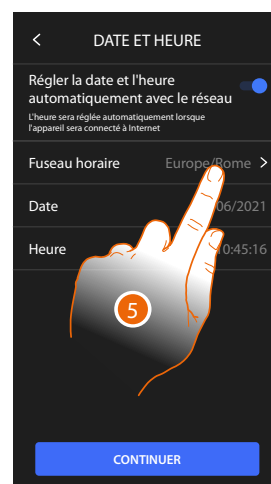 DATE ET HEURE
Régler la date et l'heure
automatiquement avec le réseau
L'heure sera réglée automatiquement lorsque
l'appareil sera connecté à Internet
Fuseau horaire Europe/Rome >
Date 06/2021
Heure 0:45:16
5
CONTINUER